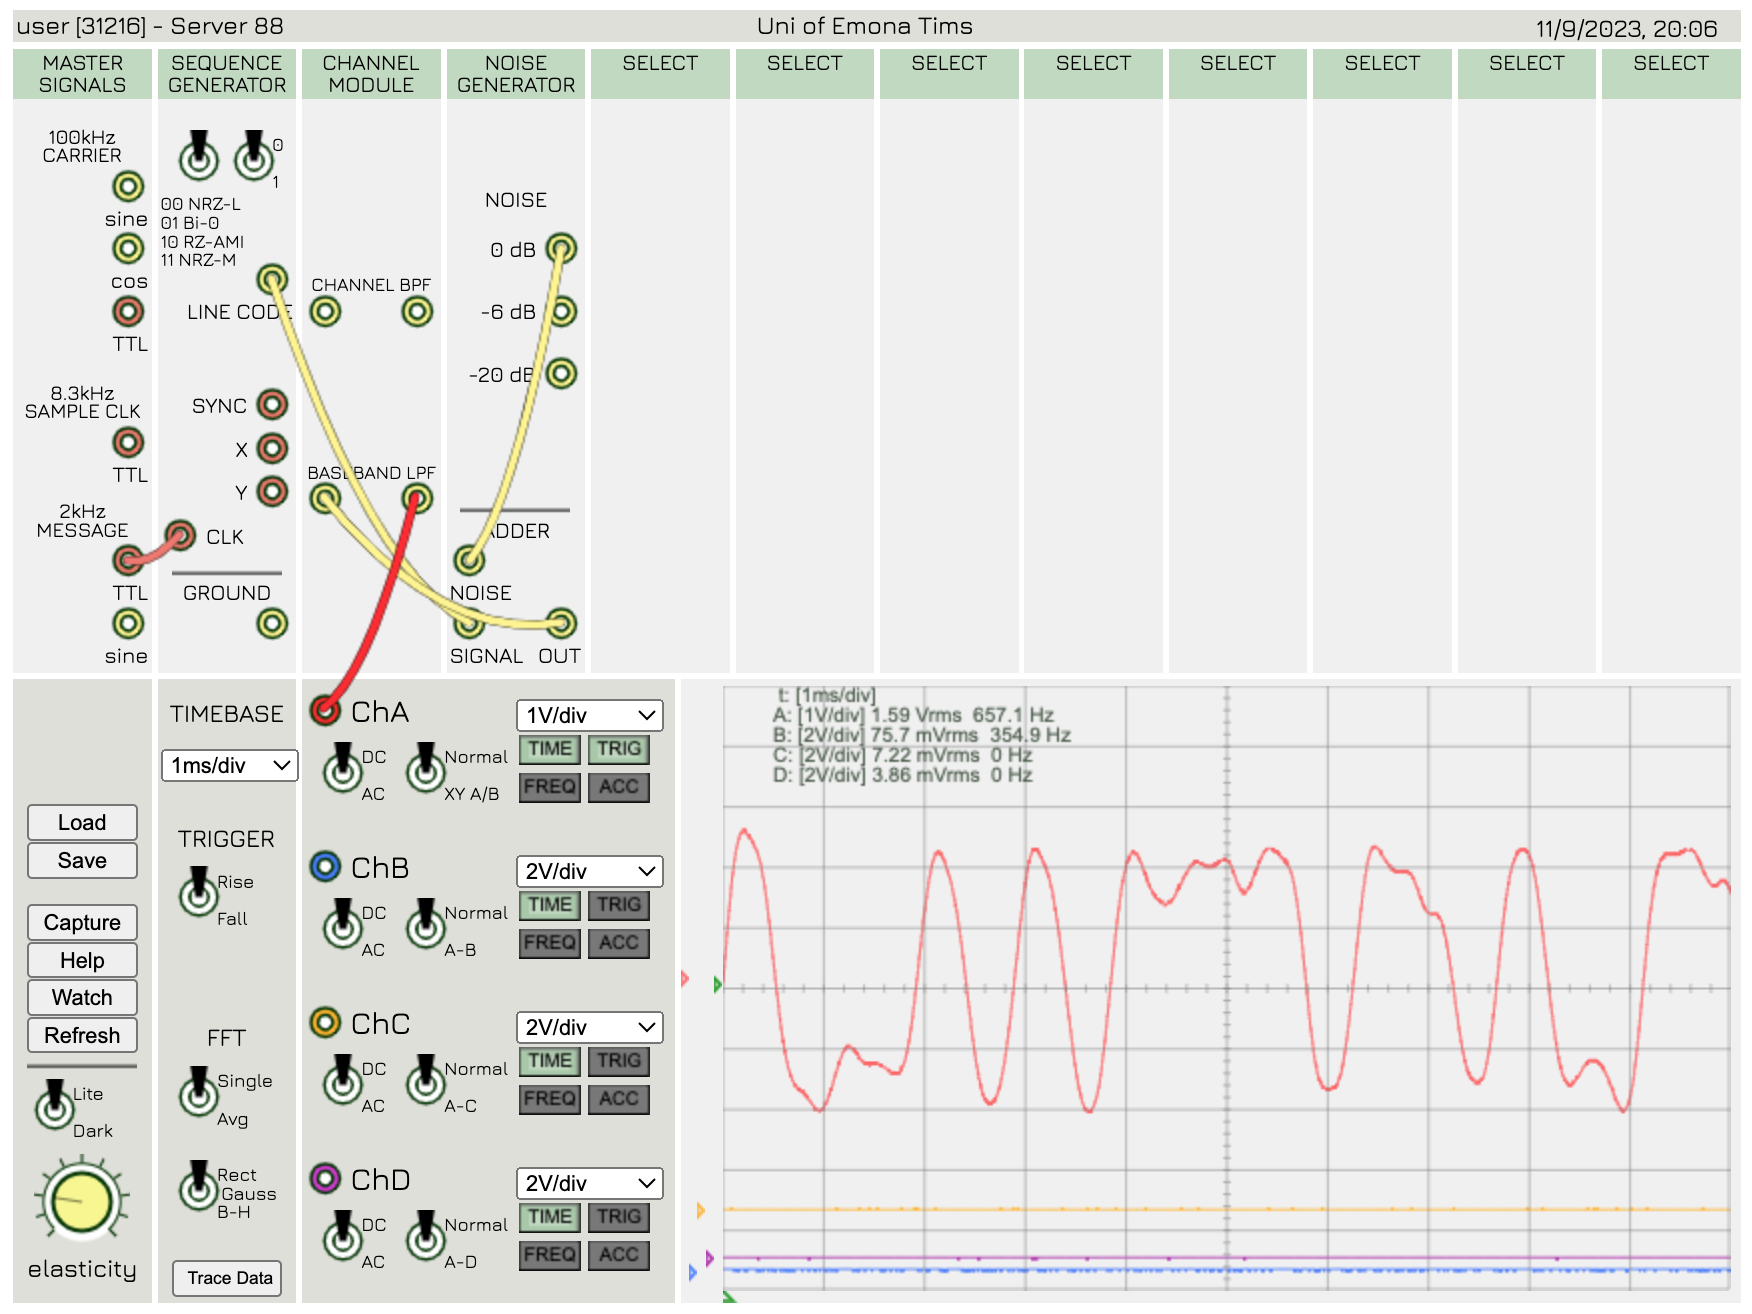 user [31216] - Server 88
Uni of Emona Tims
11/9/2023, 20:06
MASTER
SIGNALS
SEQUENCE
GENERATOR
CHANNEL
MODULE
NOISE
GENERATOR
SELECT
SELECT
SELECT
SELECT
SELECT
SELECT
SELECT
SELECT
100kHz
CARRIER
sine
cos
TTL
8.3kHz
SAMPLE CLK
TTL
2kHz
MESSAGE
TTL
sine
0
1
00 NRZ-L
01 Bi-0
10 RZ-AMI
11 NRZ-M
LINE CODE
SYNC
X
Y
CLK
GROUND
CHANNEL BPF
BASEBAND LPF
NOISE
0 dB
-6 dB
-20 dB
ADDER
NOISE
SIGNAL OUT
Load
Save
Capture
Help
Watch
Refresh
Lite
Dark
elasticity
TIMEBASE
1ms/div
TRIGGER
Rise
Fall
FFT
Single
Avg
Rect
Gauss
B-H
Trace Data
ChA
1V/div
DC
AC
Normal
XY A/B
TIME TRIG
FREQ ACC
ChB
2V/div
DC
AC
Normal
A-B
TIME TRIG
FREQ ACC
ChC
2V/div
DC
AC
Normal
A-C
TIME TRIG
FREQ ACC
ChD
2V/div
DC
AC
Normal
A-D
TIME TRIG
FREQ ACC
t: [1ms/div]
A: [1V/div] 1.59 Vrms 657.1 Hz
B: [2V/div] 75.7 mVrms 354.9 Hz
C: [2V/div] 7.22 mVrms 0 Hz
D: [2V/div] 3.86 mVrms 0 Hz